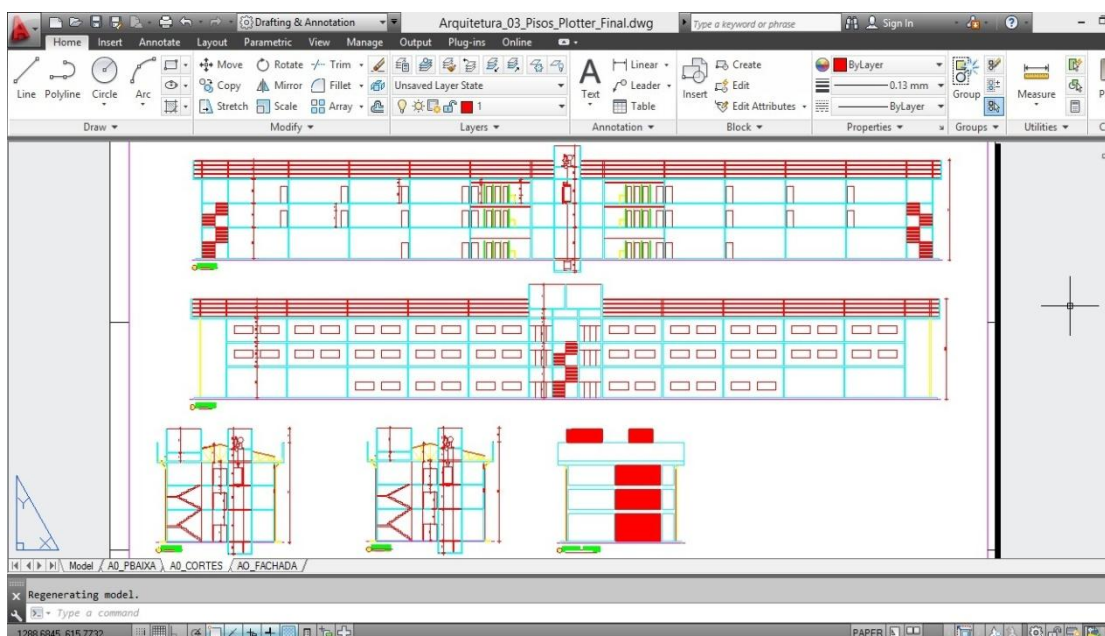 Drafting & Annotation
Arquitetura_03_Pisos_Plotter_Final.dwg
Type a keyword or phrase
Sign In
Home Insert Annotate Layout Parametric View Manage Output Plug-ins Online
Line Polyline Circle Arc
Move Rotate Trim
Copy Mirror Fillet
Stretch Scale Array
Unsaved Layer State
1
Text
Linear
Leader
Table
Insert
Create
Edit
Edit Attributes
ByLayer
0.13 mm
ByLayer
Group
Measure
Draw Modify Layers Annotation Block Properties Groups Utilities
Y
X
Model A0_PBAIXA A0_CORTES AO_FACHADA
Regenerating model.
Type a command
1288.6845, 615.7732
PAPER